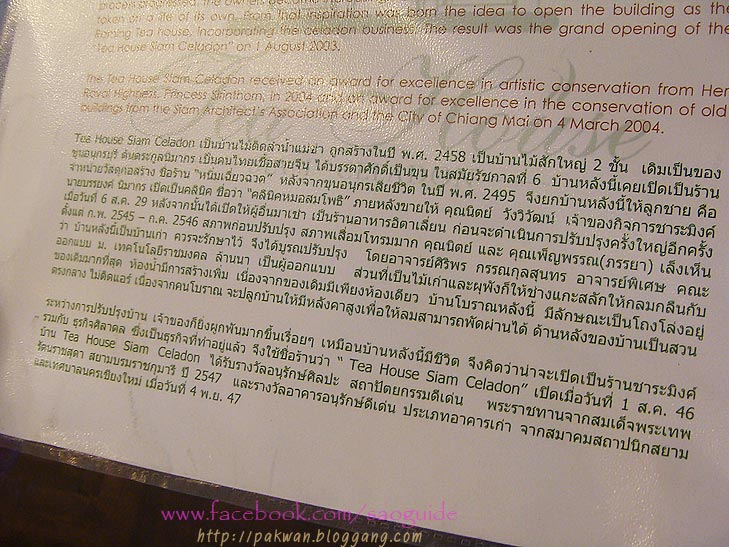 process progressed, the owners become
token on a life of its own. From that inspiration was born the idea to open the building as the
Raming Tea house, incorporating the celadon business. The result was the grand opening of the
"Tea House Siam Celadon" on 1 August 2003.
The Tea House Siam Celadon received an award for excellence in artistic conservation from Her
Royal Highness, Princess Sirinthorn, in 2004 and an award for excellence in the conservation of old
buildings from the Siam Architect's Association and the City of Chiang Mai on 4 March 2004.
Tea House
Tea House Siam Celadon เป็นบ้านไม้ติดลำน้ำแม่ข่า ถูกสร้างในปี พ.ศ. 2458 เป็นบ้านไม้สักใหญ่ 2 ชั้น เดิมเป็นของ
ขุนอนุกรบุรี ต้นตระกูลนิมากร เป็นคนไทยเชื้อสายจีน ได้บรรดาศักดิ์เป็นขุน ในสมัยรัชกาลที่ 6 บ้านหลังนี้เคยเปิดเป็นร้าน
จำหน่ายวัสดุก่อสร้าง ชื่อร้าน "หน่ำเฉี่ยวฉวด" หลังจากขุนอนุกรเสียชีวิต ในปี พ.ศ. 2495 จึงยกบ้านหลังนี้ให้ลูกชาย คือ
นายบรรยงค์ นิมากร เปิดเป็นคลินิค ชื่อว่า "คลินิคหมอสมโพธิ์" ภายหลังขายให้ คุณนิตย์ วังวิวัฒน์ เจ้าของกิจการชาระมิงค์
เมื่อวันที่ 6 ส.ค. 29 หลังจากนั้นได้เปิดให้ผู้อื่นมาเช่า เป็นร้านอาหารอิตาเลี่ยน ก่อนจะดำเนินการปรับปรุงครั้งใหญ่อีกครั้ง
ตั้งแต่ ก.พ. 2545 – ก.ค. 2546 สภาพก่อนปรับปรุง สภาพเสื่อมโทรมมาก คุณนิตย์ และ คุณเพ็ญพรรณ(ภรรยา) เล็งเห็น
ว่า บ้านหลังนี้เป็นบ้านเก่า ควรจะรักษาไว้ จึงได้บูรณปรับปรุง โดยอาจารย์ศิริพร กรรณกุลสุนทร อาจารย์พิเศษ คณะ
ออกแบบ ม. เทคโนโลยีราชมงคล ล้านนา เป็นผู้ออกแบบ ส่วนที่เป็นไม้เก่าและผุพังก็ให้ช่างแกะสลักให้กลมกลืนกับ
ของเดิมมากที่สุด ห้องน้ำมีการสร้างเพิ่ม เนื่องจากของเดิมมีเพียงห้องเดียว บ้านโบราณหลังนี้ มีลักษณะเป็นโถงโล่งอยู่
ตรงกลาง ไม่ติดแอร์ เนื่องจากคนโบราณ จะปลูกบ้านให้มีหลังคาสูงเพื่อให้ลมสามารถพัดผ่านได้ ด้านหลังของบ้านเป็นสวน
ระหว่างการปรับปรุงบ้าน เจ้าของก็ยิ่งผูกพันมากขึ้นเรื่อยๆ เหมือนบ้านหลังนี้มีชีวิต จึงคิดว่าน่าจะเปิดเป็นร้านชาระมิงค์
รวมกับ ธุรกิจศิลาดล ซึ่งเป็นธุรกิจที่ทำอยู่แล้ว จึงใช้ชื่อร้านว่า " Tea House Siam Celadon" เปิดเมื่อวันที่ 1 ส.ค. 46
บ้าน Tea House Siam Celadon ได้รับรางวัลอนุรักษ์ศิลปะ สถาปัตยกรรมดีเด่น พระราชทานจากสมเด็จพระเทพ
รัตนราชสุดา สยามบรมราชกุมารี ปี 2547 และรางวัลอาคารอนุรักษ์ดีเด่น ประเภทอาคารเก่า จากสมาคมสถาปนิกสยาม
และเทศบาลนครเชียงใหม่ เมื่อวันที่ 4 พ.ย. 47
www.facebook.com/saoguide
http://pakwan.bloggang.com